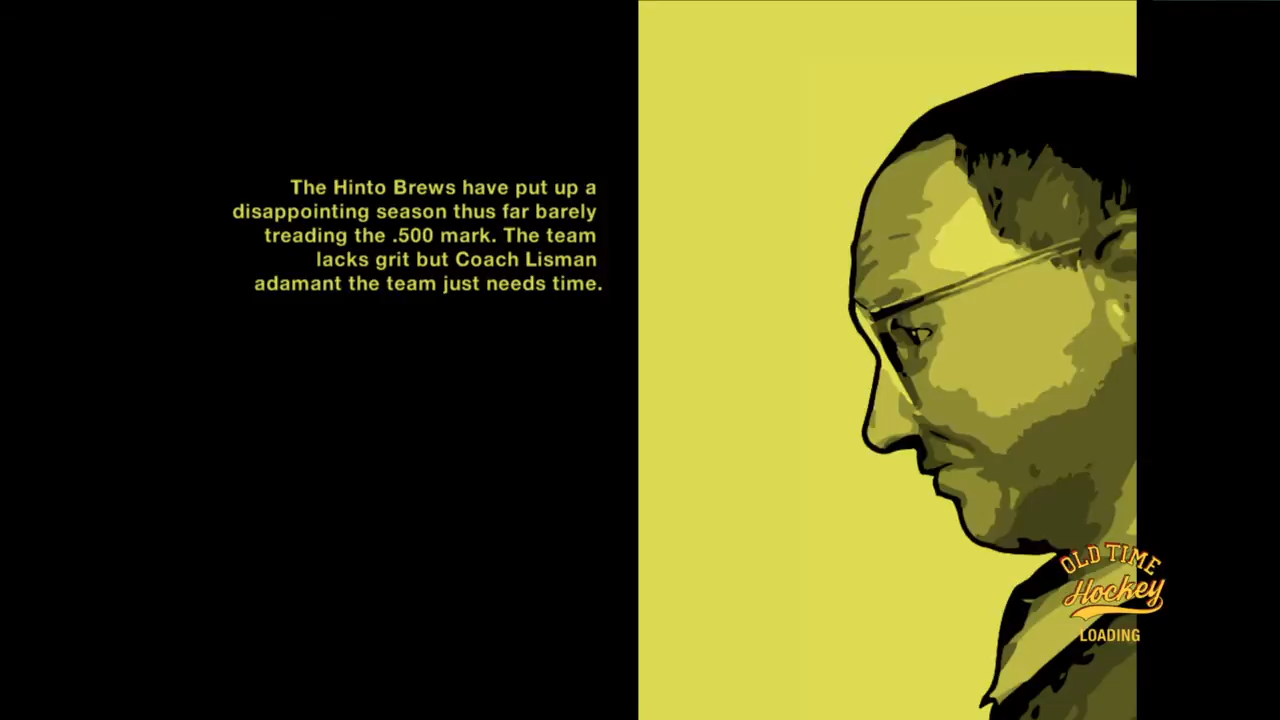 The Hinto Brews have put up a
disappointing season thus far barely
treading the .500 mark. The team
lacks grit but Coach Lisman
adamant the team just needs time.
OLD TIME
Hockey
LOADING